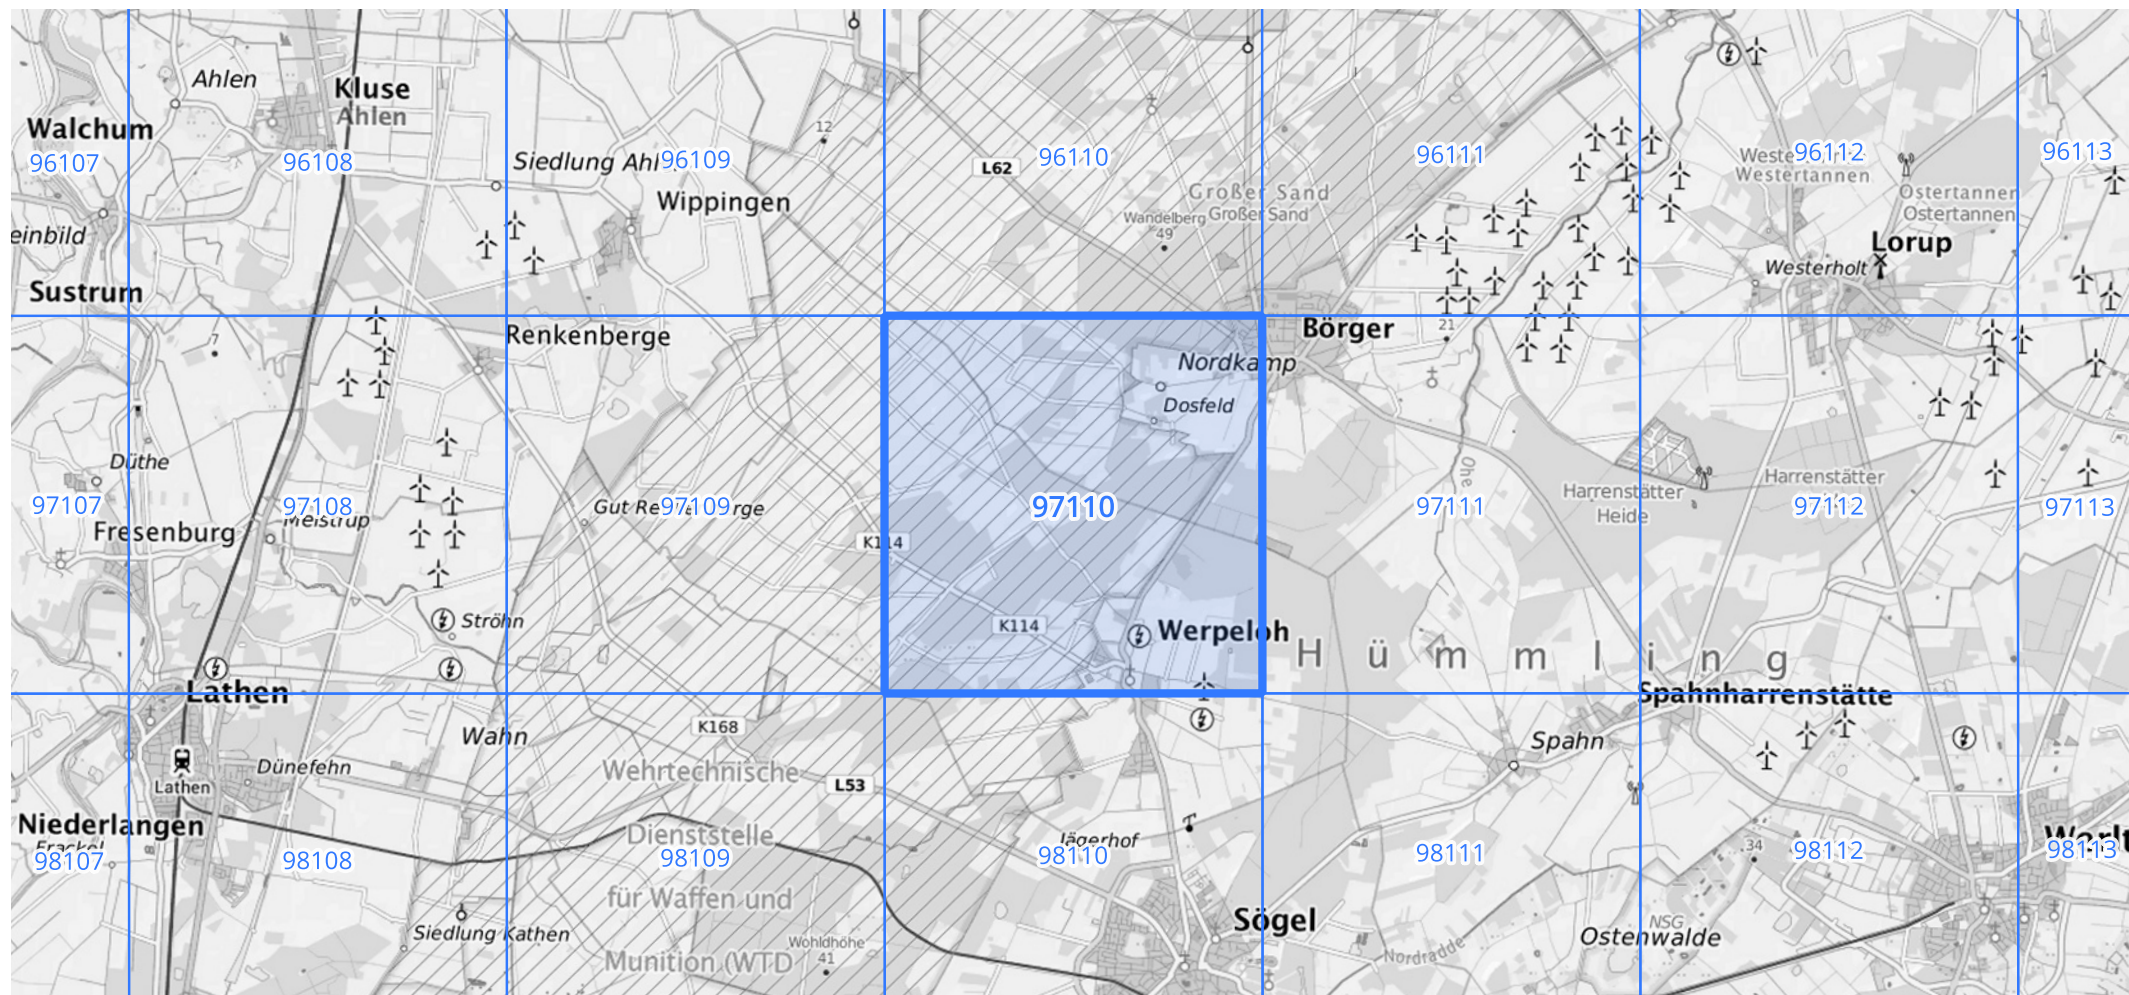 Ahlen
Kluse
Ahlen
Walchum
96107
96108
Siedlung Ahl
96109
12
L62
96110
96111
96112
Westertannen
96113
Großer Sand
Großer Sand
Wandelberg
49
Ostertannen
Ostertannen
Wippingen
einbild
Sustrum
Lorup
Westerholt
7
Renkenberge
Nordkamp
Börger
21
Dosfeld
Düthe
97107
Fresenburg
97108
Melstrup
Gut Re
97109
rge
K114
97110
97111
Ohe
Harrenstätter
Heide
Harrenstätter
97112
97113
Ströhn
K114
Werpeloh
Hümmling
Lathen
Spahnharrenstätte
Wahn
K168
Spahn
Lathen
Dünefehn
Wehrtechnische
L53
Niederlangen
98107
98108
Dienststelle
98109
Jägerhof
98110
98111
34
98112
Werlt
98113
für Waffen und
Siedlung Kathen
Munition (WTD
Wohldhöhe
41
Sögel
Nordradde
NSG
Ostenwalde